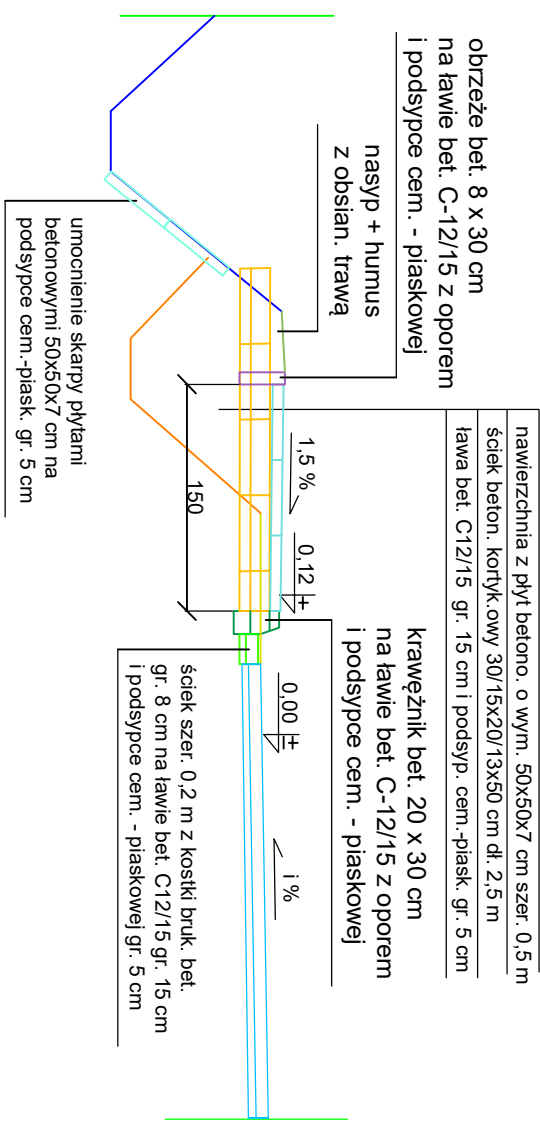 nawierzchnia z płyt betono. o wym. 50x50x7 cm szer. 0,5 m
ściek beton. kortyk.owy 30/15x20/13x50 cm dł. 2,5 m
ława bet. C12/15 gr. 15 cm i podsyp. cem.-piask. gr. 5 cm
obrzeże bet. 8 x 30 cm
na ławie bet. C-12/15 z oporem
i podsypce cem. - piaskowej
nasyp + humus
z obsian. trawą
krawężnik bet. 20 x 30 cm
na ławie bet. C-12/15 z oporem
i podsypce cem. - piaskowej
1,5 %
0,12 +
0,00 ±
i %
150
umocnienie skarpy płytami
betonowymi 50x50x7 cm na
podsypce cem.-piask. gr. 5 cm
ściek szer. 0,2 m z kostki bruk. bet.
gr. 8 cm na ławie bet. C12/15 gr. 15 cm
i podsypce cem. - piaskowej gr. 5 cm